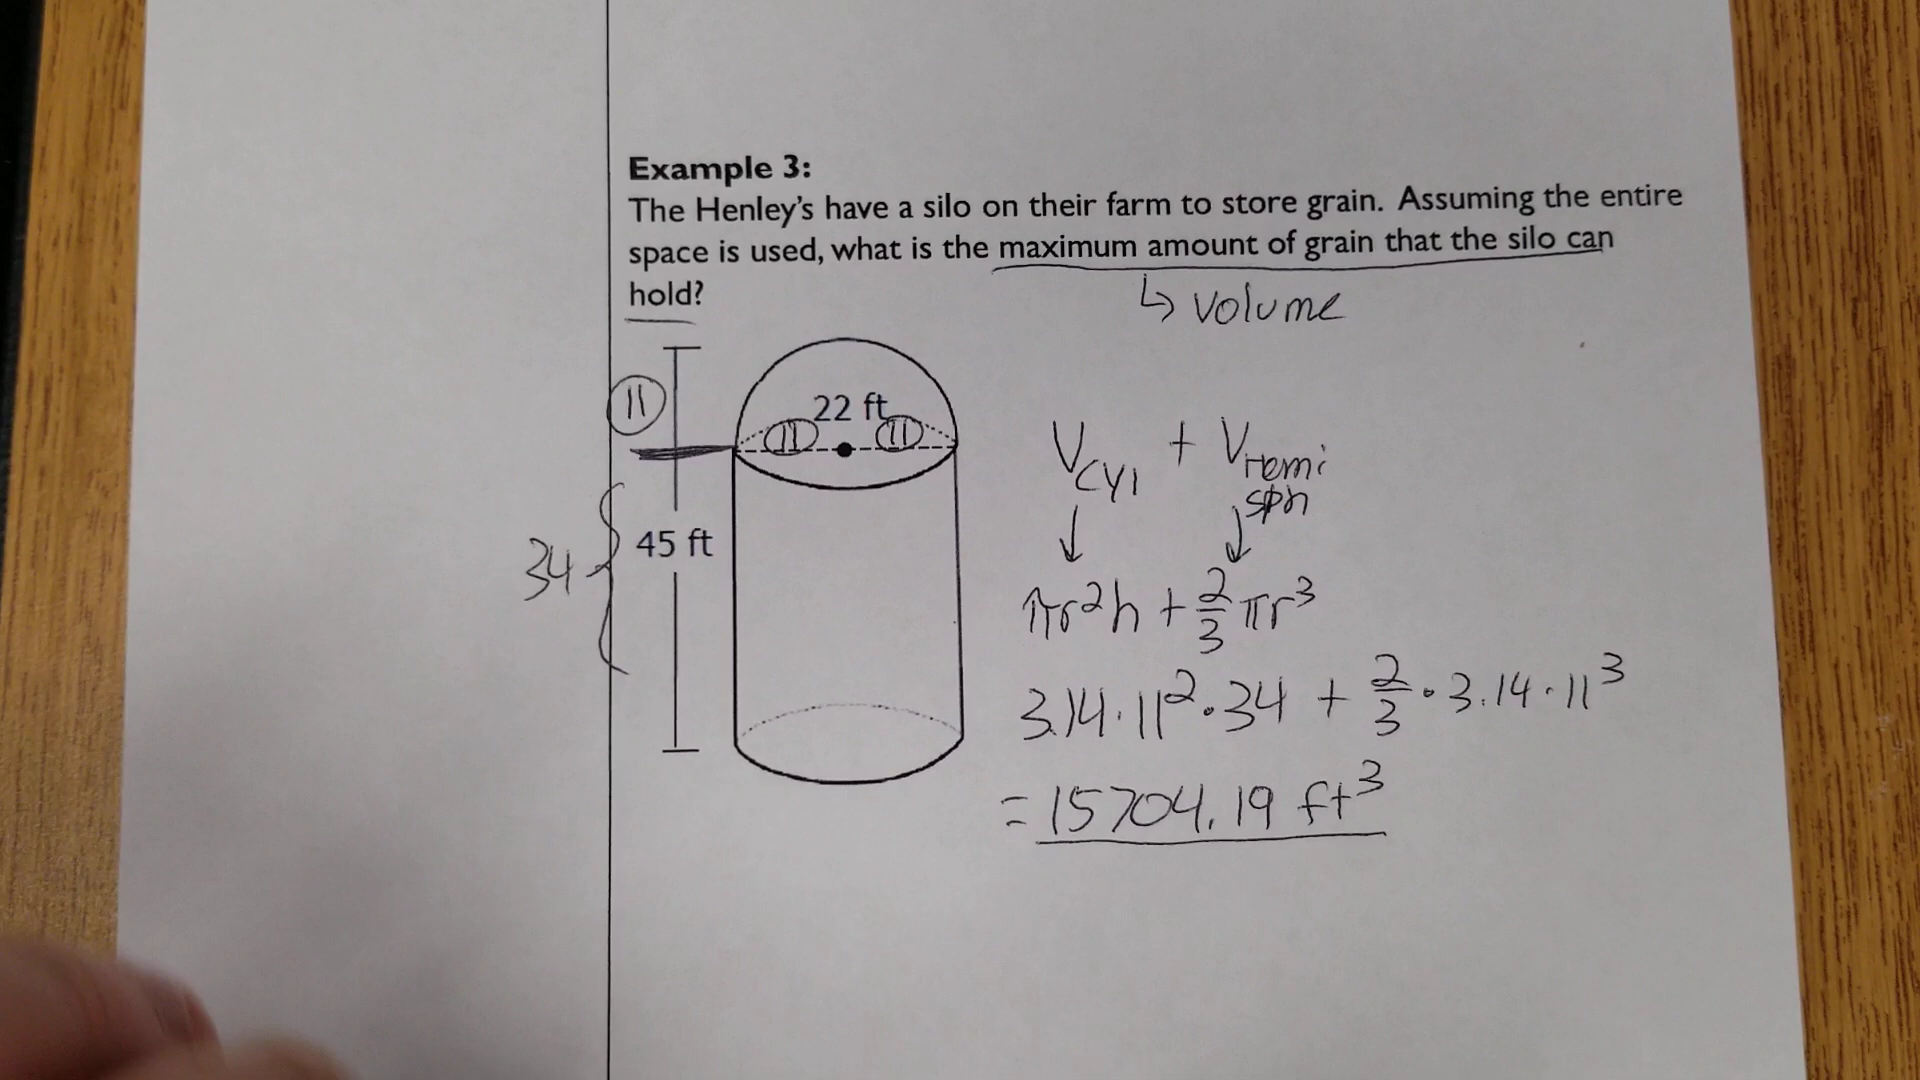 Example 3:
The Henley's have a silo on their farm to store grain. Assuming the entire
space is used, what is the maximum amount of grain that the silo can
hold?
↳ volume
11
22 ft
11 11
34
45 ft
V_cyl + V_Hemi
sph
↓ ↓
πr²h + 2/3 πr³
3.14 · 11² · 34 + 2/3 · 3.14 · 11³
= 15704.19 ft³